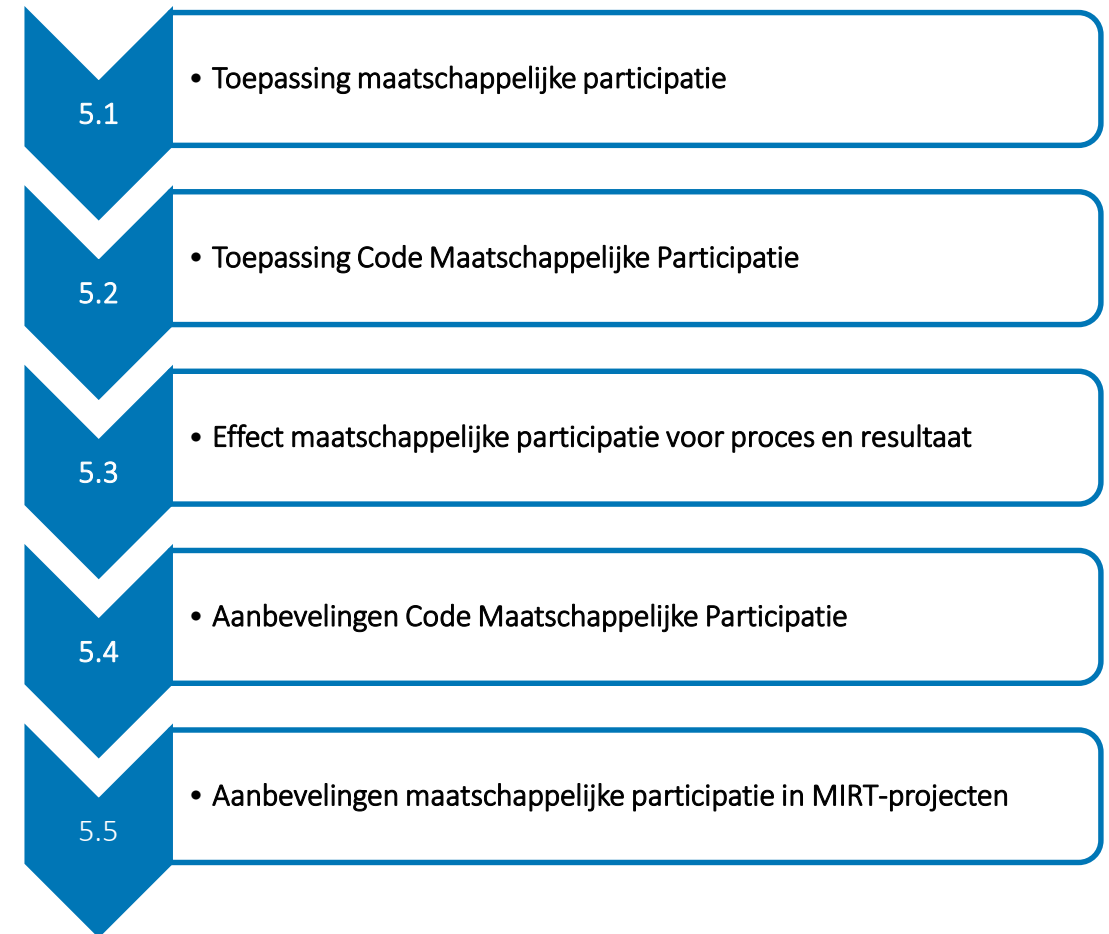 5.1
• Toepassing maatschappelijke participatie
5.2
• Toepassing Code Maatschappelijke Participatie
5.3
• Effect maatschappelijke participatie voor proces en resultaat
5.4
• Aanbevelingen Code Maatschappelijke Participatie
5.5
• Aanbevelingen maatschappelijke participatie in MIRT-projecten